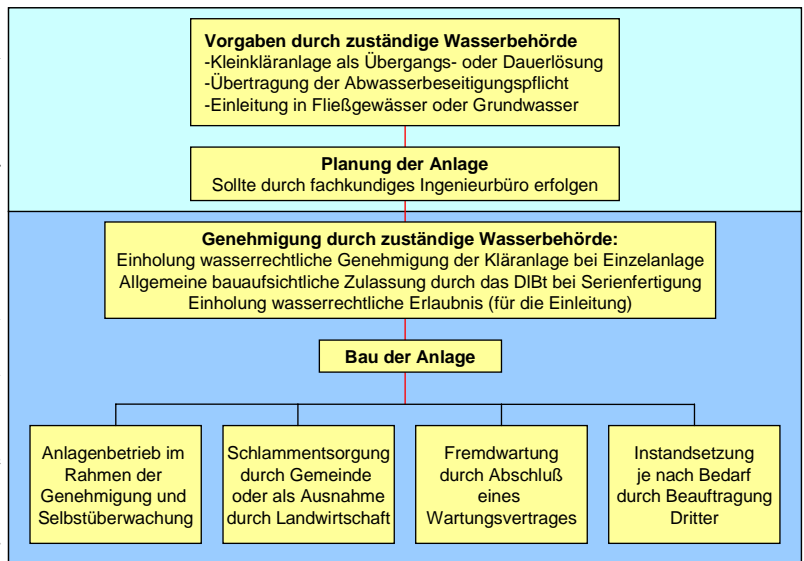 Vorgaben durch zuständige Wasserbehörde
-Kleinkläranlage als Übergangs- oder Dauerlösung
-Übertragung der Abwasserbeseitigungspflicht
-Einleitung in Fließgewässer oder Grundwasser
Planung der Anlage
Sollte durch fachkundiges Ingenieurbüro erfolgen
Genehmigung durch zuständige Wasserbehörde:
Einholung wasserrechtliche Genehmigung der Kläranlage bei Einzelanlage
Allgemeine bauaufsichtliche Zulassung durch das DIBt bei Serienfertigung
Einholung wasserrechtliche Erlaubnis (für die Einleitung)
Bau der Anlage
Anlagenbetrieb im
Rahmen der
Genehmigung und
Selbstüberwachung
Schlammentsorgung
durch Gemeinde
oder als Ausnahme
durch Landwirtschaft
Fremdwartung
durch Abschluß
eines
Wartungsvertrages
Instandsetzung
je nach Bedarf
durch Beauftragung
Dritter